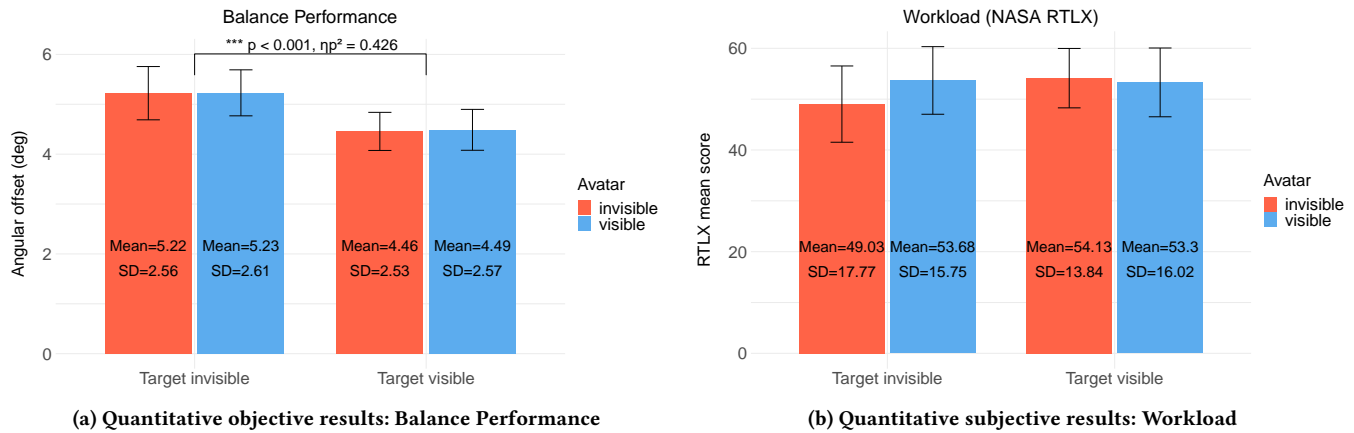 Balance Performance
*** p < 0.001, ηp² = 0.426
Angular offset (deg)
6
4
2
0
Mean=5.22
SD=2.56
Mean=5.23
SD=2.61
Mean=4.46
SD=2.53
Mean=4.49
SD=2.57
Target invisible
Target visible
Avatar
invisible
visible
(a) Quantitative objective results: Balance Performance
Workload (NASA RTLX)
RTLX mean score
60
40
20
0
Mean=49.03
SD=17.77
Mean=53.68
SD=15.75
Mean=54.13
SD=13.84
Mean=53.3
SD=16.02
Target invisible
Target visible
Avatar
invisible
visible
(b) Quantitative subjective results: Workload